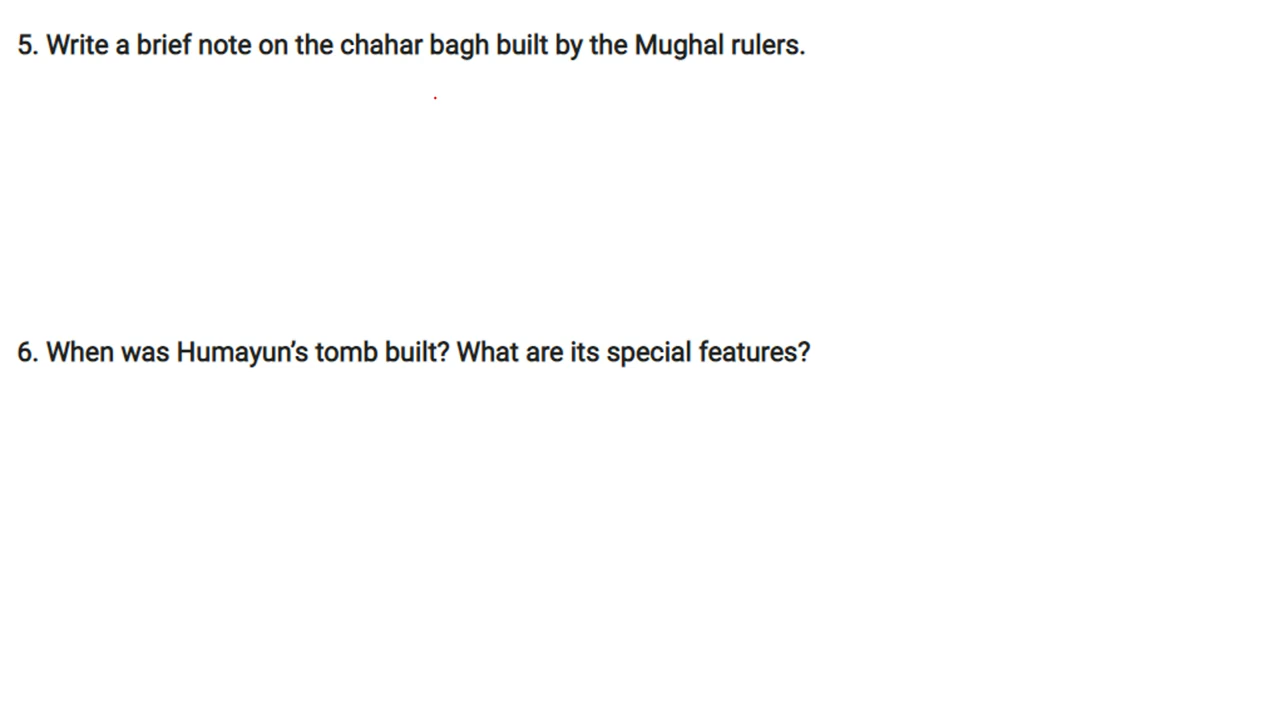 5. Write a brief note on the chahar bagh built by the Mughal rulers.
6. When was Humayun’s tomb built? What are its special features?